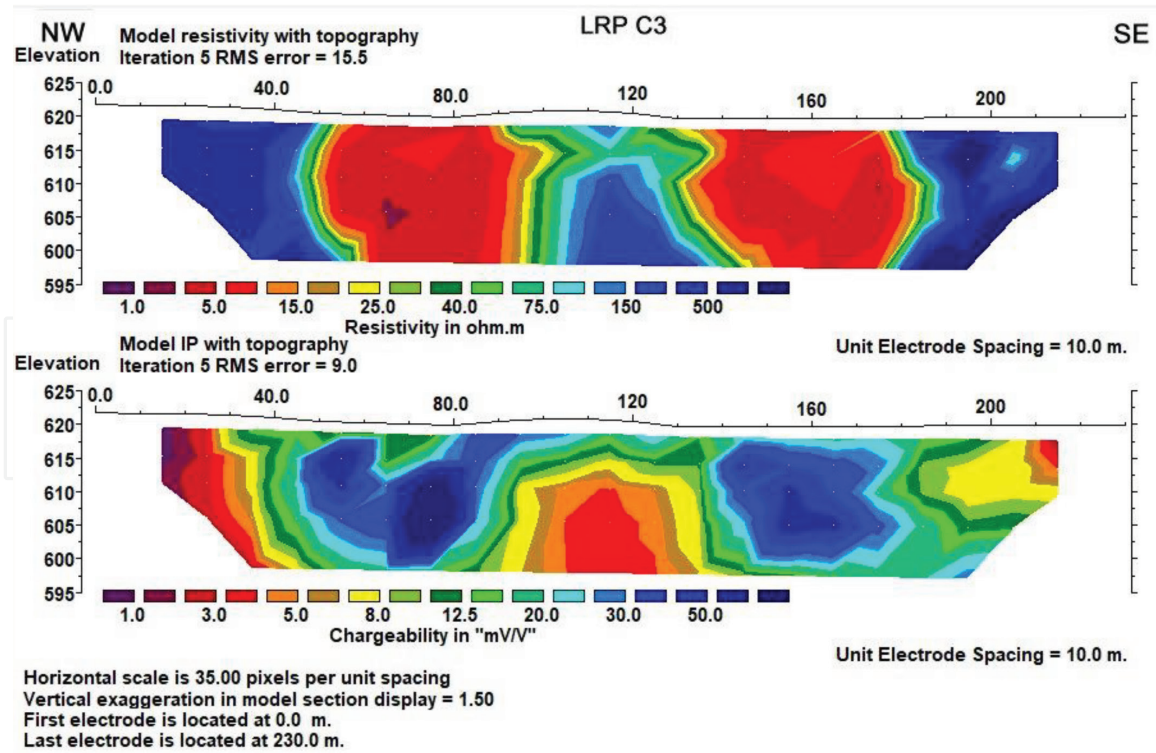 NW LRP C3 SE
Model resistivity with topography
Elevation Iteration 5 RMS error = 15.5
0.0 40.0 80.0 120 160 200
625
620
615
610
605
600
595
1.0 5.0 15.0 25.0 40.0 75.0 150 500
Resistivity in ohm.m
Unit Electrode Spacing = 10.0 m.
Model IP with topography
Elevation Iteration 5 RMS error = 9.0
0.0 40.0 80.0 120 160 200
625
620
615
610
605
600
595
1.0 3.0 5.0 8.0 12.5 20.0 30.0 50.0
Chargeability in "mV/V"
Unit Electrode Spacing = 10.0 m.
Horizontal scale is 35.00 pixels per unit spacing
Vertical exaggeration in model section display = 1.50
First electrode is located at 0.0 m.
Last electrode is located at 230.0 m.